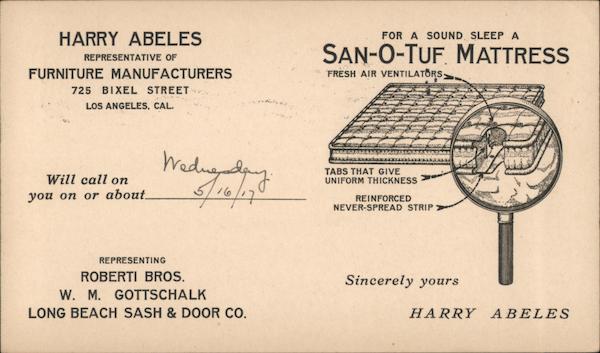 HARRY ABELES
REPRESENTATIVE OF
FURNITURE MANUFACTURERS
725 BIXEL STREET
LOS ANGELES, CAL.
Will call on
you on or about Wednesday
5/16/17
REPRESENTING
ROBERTI BROS.
W. M. GOTTSCHALK
LONG BEACH SASH & DOOR CO.
FOR A SOUND SLEEP A
SAN-O-TUF MATTRESS
FRESH AIR VENTILATORS
TABS THAT GIVE
UNIFORM THICKNESS
REINFORCED
NEVER-SPREAD STRIP
Sincerely yours
HARRY ABELES